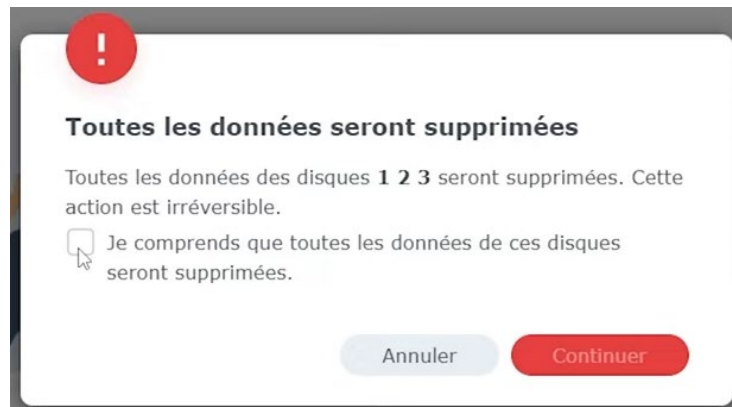 !
Toutes les données seront supprimées
Toutes les données des disques 1 2 3 seront supprimées. Cette
action est irréversible.
Je comprends que toutes les données de ces disques
seront supprimées.
Annuler
Continuer